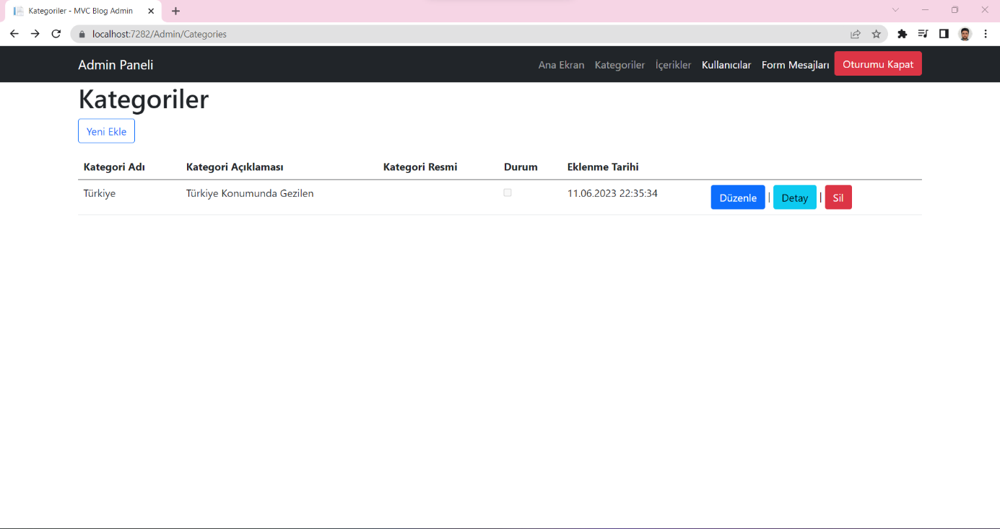 Kategoriler - MVC Blog Admin
localhost:7282/Admin/Categories
Admin Paneli Ana Ekran Kategoriler İçerikler Kullanıcılar Form Mesajları Oturumu Kapat
Kategoriler
Yeni Ekle
Kategori Adı Kategori Açıklaması Kategori Resmi Durum Eklenme Tarihi
Türkiye Türkiye Konumunda Gezilen 11.06.2023 22:35:34 Düzenle | Detay | Sil